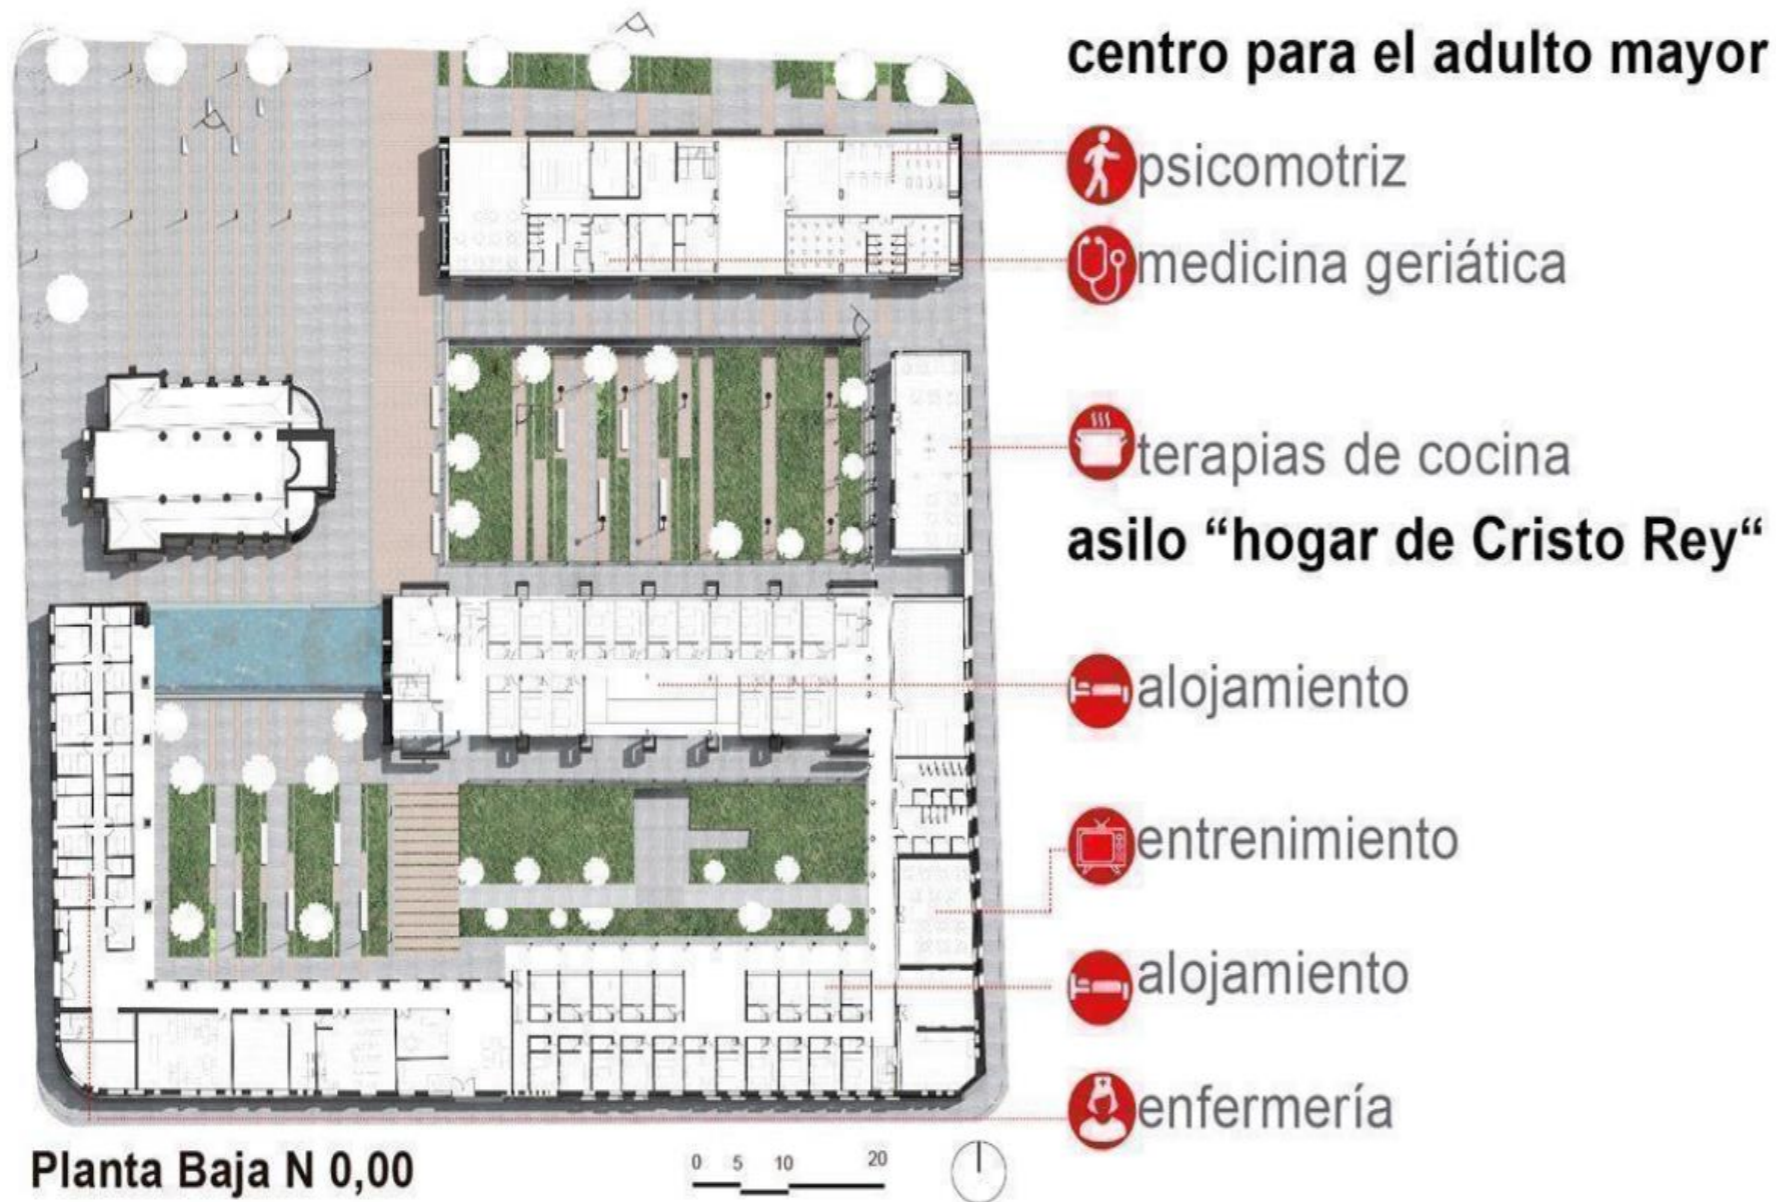 centro para el adulto mayor
psicomotriz
medicina geriática
terapias de cocina
asilo “hogar de Cristo Rey“
alojamiento
entrenimiento
alojamiento
enfermería
Planta Baja N 0,00
0 5 10 20